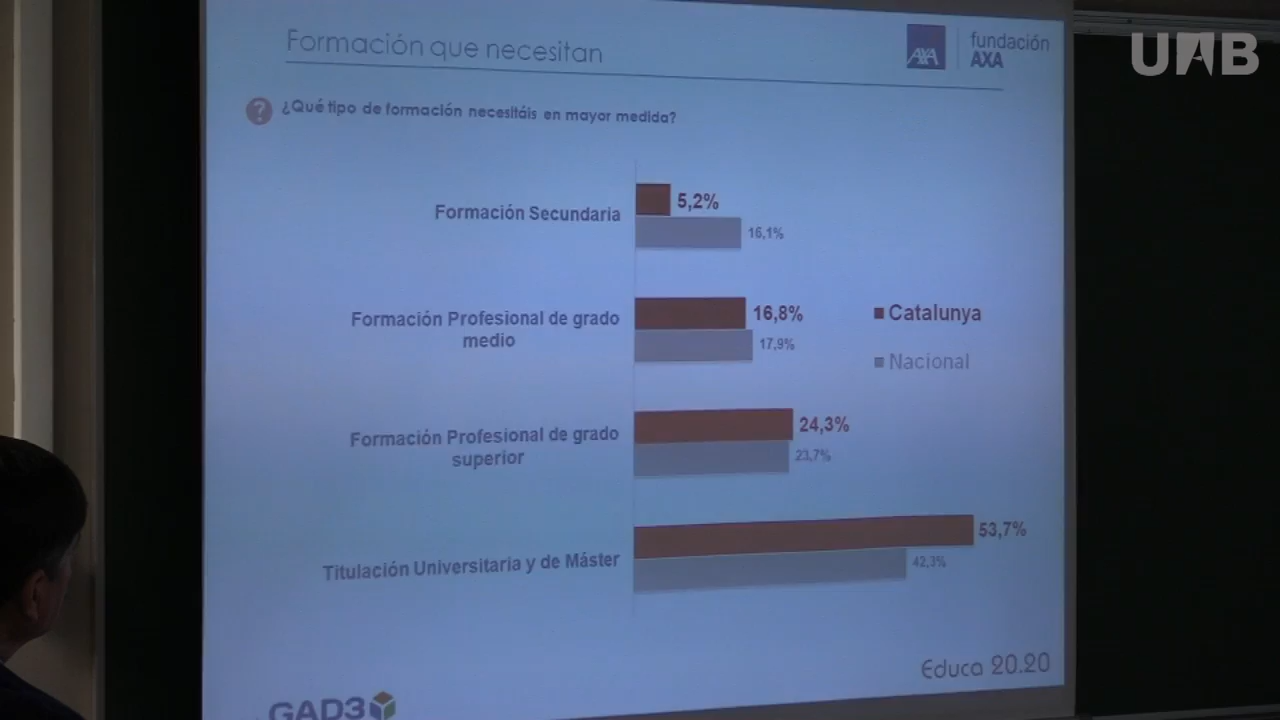 Formación que necesitan
AXA
fundación
AXA
UAB
¿Qué tipo de formación necesitáis en mayor medida?
Formación Secundaria
5,2%
16,1%
Formación Profesional de grado
medio
16,8%
17,9%
Catalunya
Nacional
Formación Profesional de grado
superior
24,3%
23,7%
Titulación Universitaria y de Máster
53,7%
42,3%
Educa 20.20
GAD3